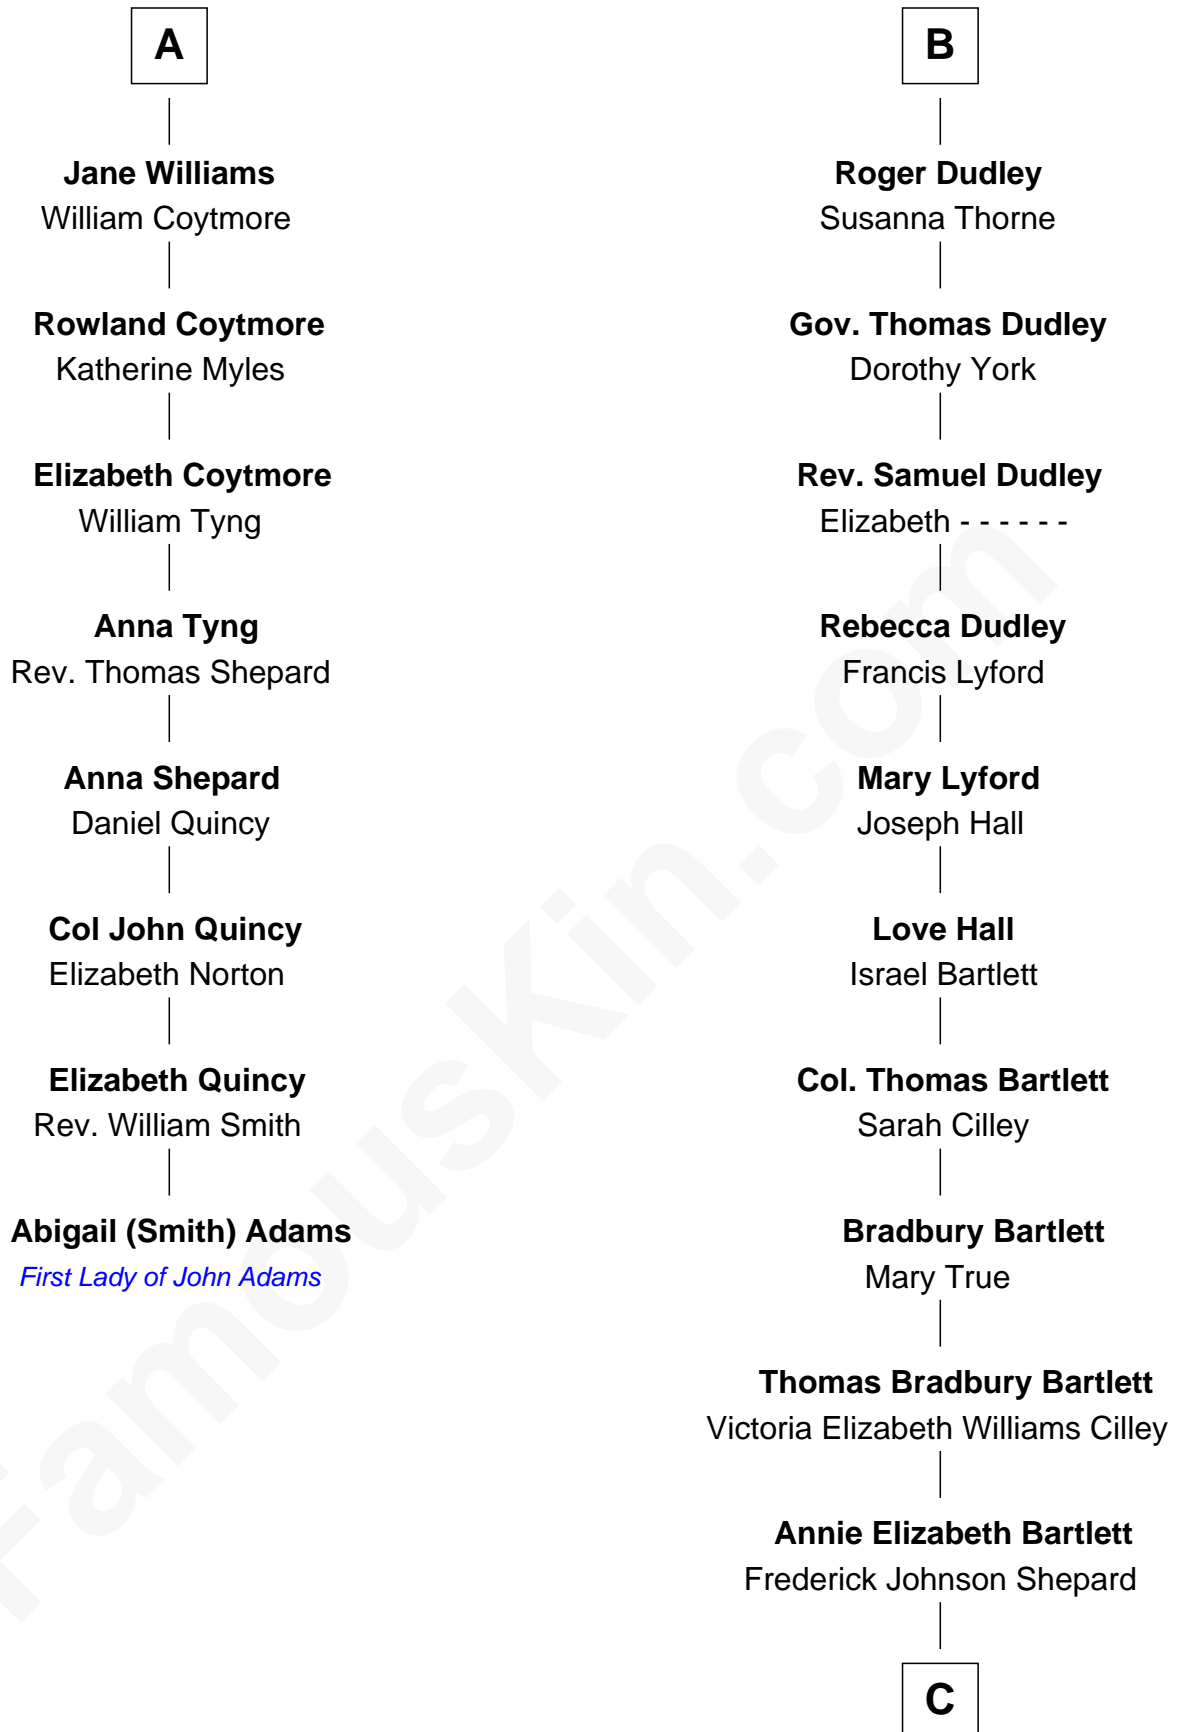 A
Jane Williams
William Coytmore
Rowland Coytmore
Katherine Myles
Elizabeth Coytmore
William Tyng
Anna Tyng
Rev. Thomas Shepard
Anna Shepard
Daniel Quincy
Col John Quincy
Elizabeth Norton
Elizabeth Quincy
Rev. William Smith
Abigail (Smith) Adams
First Lady of John Adams
B
Roger Dudley
Susanna Thorne
Gov. Thomas Dudley
Dorothy York
Rev. Samuel Dudley
Elizabeth - - - - - -
Rebecca Dudley
Francis Lyford
Mary Lyford
Joseph Hall
Love Hall
Israel Bartlett
Col. Thomas Bartlett
Sarah Cilley
Bradbury Bartlett
Mary True
Thomas Bradbury Bartlett
Victoria Elizabeth Williams Cilley
Annie Elizabeth Bartlett
Frederick Johnson Shepard
C
FamousKin.com